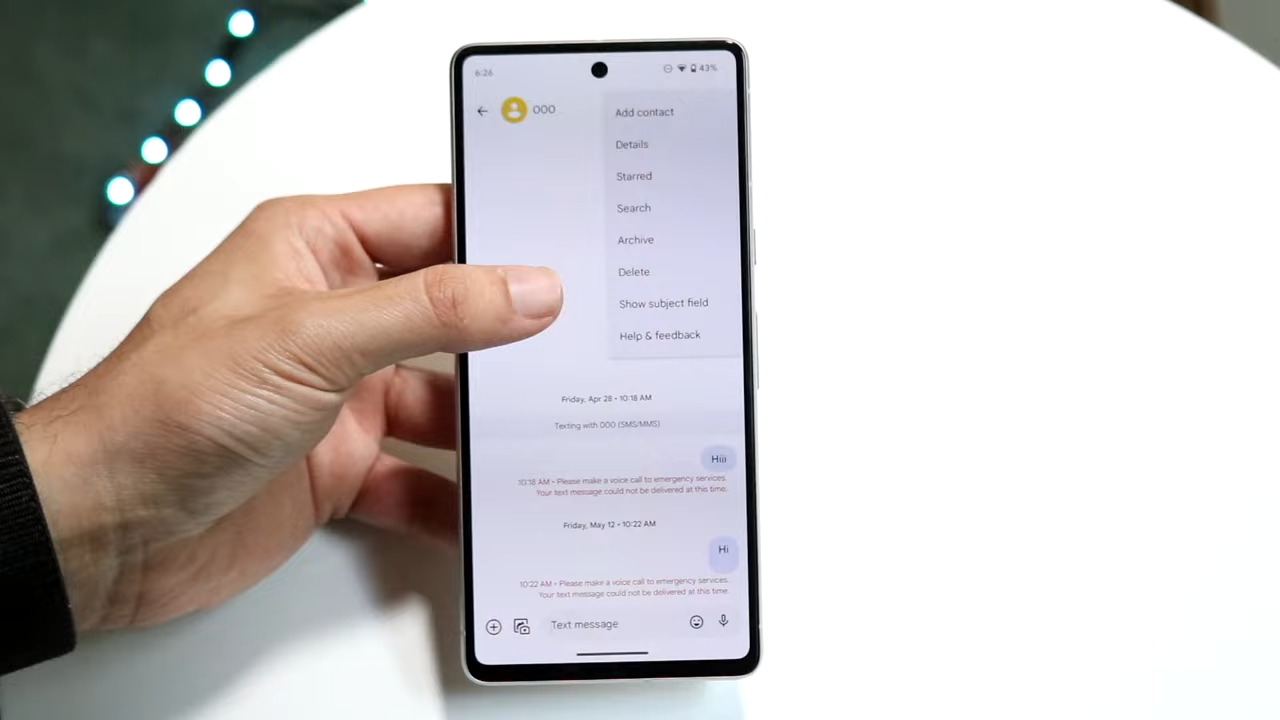 6:26
43%
000
Add contact
Details
Starred
Search
Archive
Delete
Show subject field
Help & feedback
Friday, Apr 28 • 10:18 AM
Texting with 000 (SMS/MMS)
Hiii
10:18 AM • Please make a voice call to emergency services.
Your text message could not be delivered at this time.
Friday, May 12 • 10:22 AM
Hi
10:22 AM • Please make a voice call to emergency services.
Your text message could not be delivered at this time.
Text message